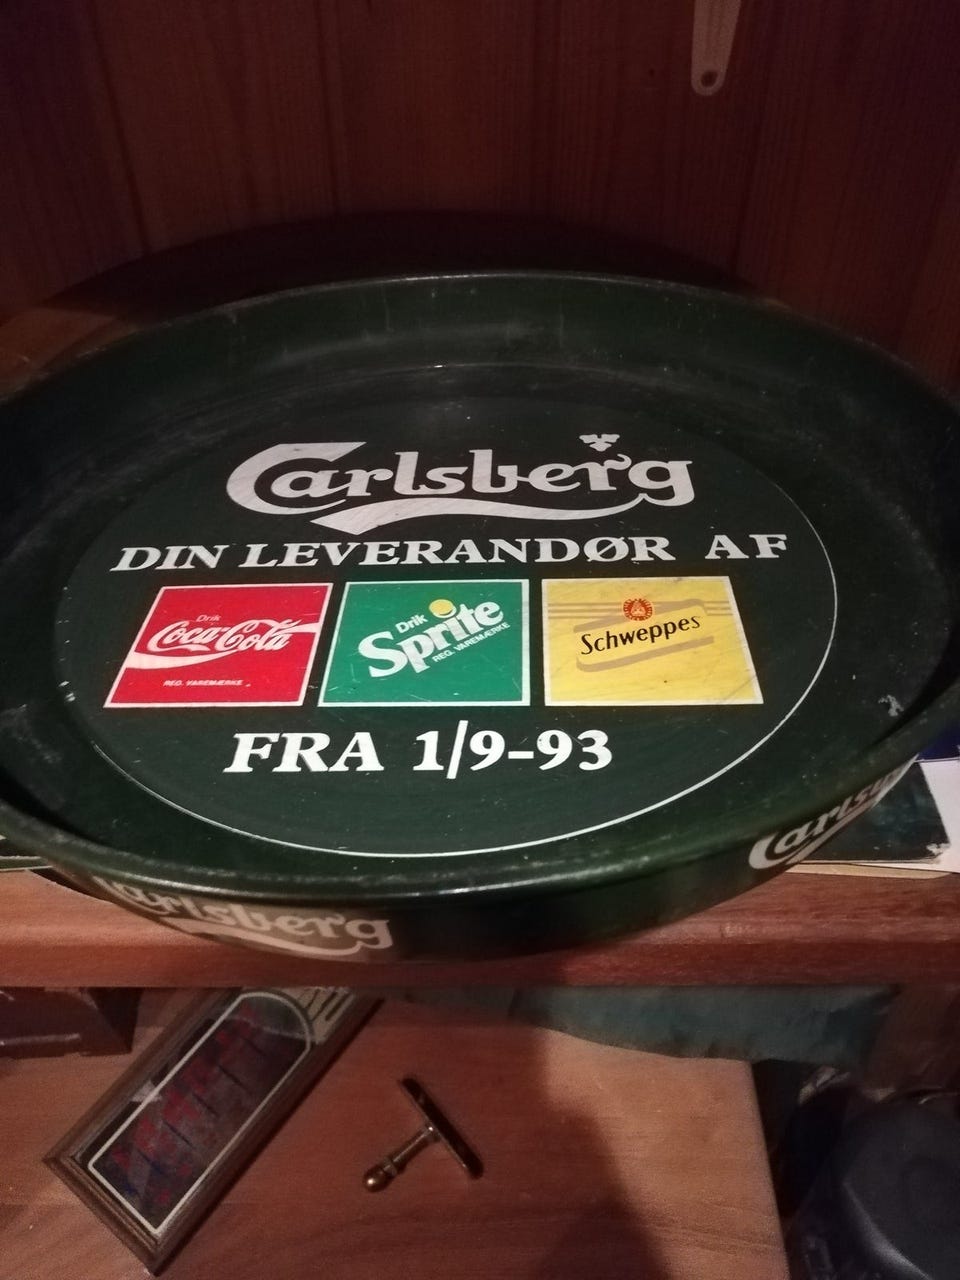 Carlsberg
DIN LEVERANDØR AF
Drik
Coca-Cola
REG. VAREMÆRKE
Drik
Sprite
REG. VAREMÆRKE
Schweppes
FRA 1/9-93
Carlsberg
Carlsberg